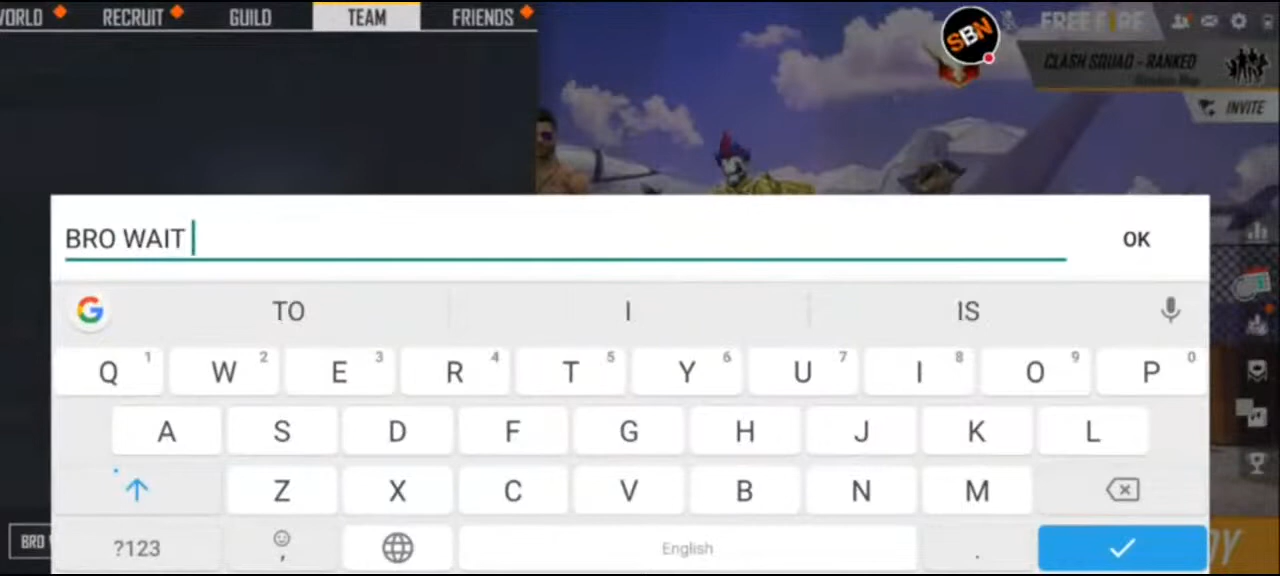 WORLD RECRUIT GUILD TEAM FRIENDS
SBN
FREE FIRE
CLASH SQUAD - RANKED
INVITE
BRO WAIT
OK
G TO I IS
Q 1 W 2 E 3 R 4 T 5 Y 6 U 7 I 8 O 9 P 0
A S D F G H J K L
Z X C V B N M
BRO
?123 , English .